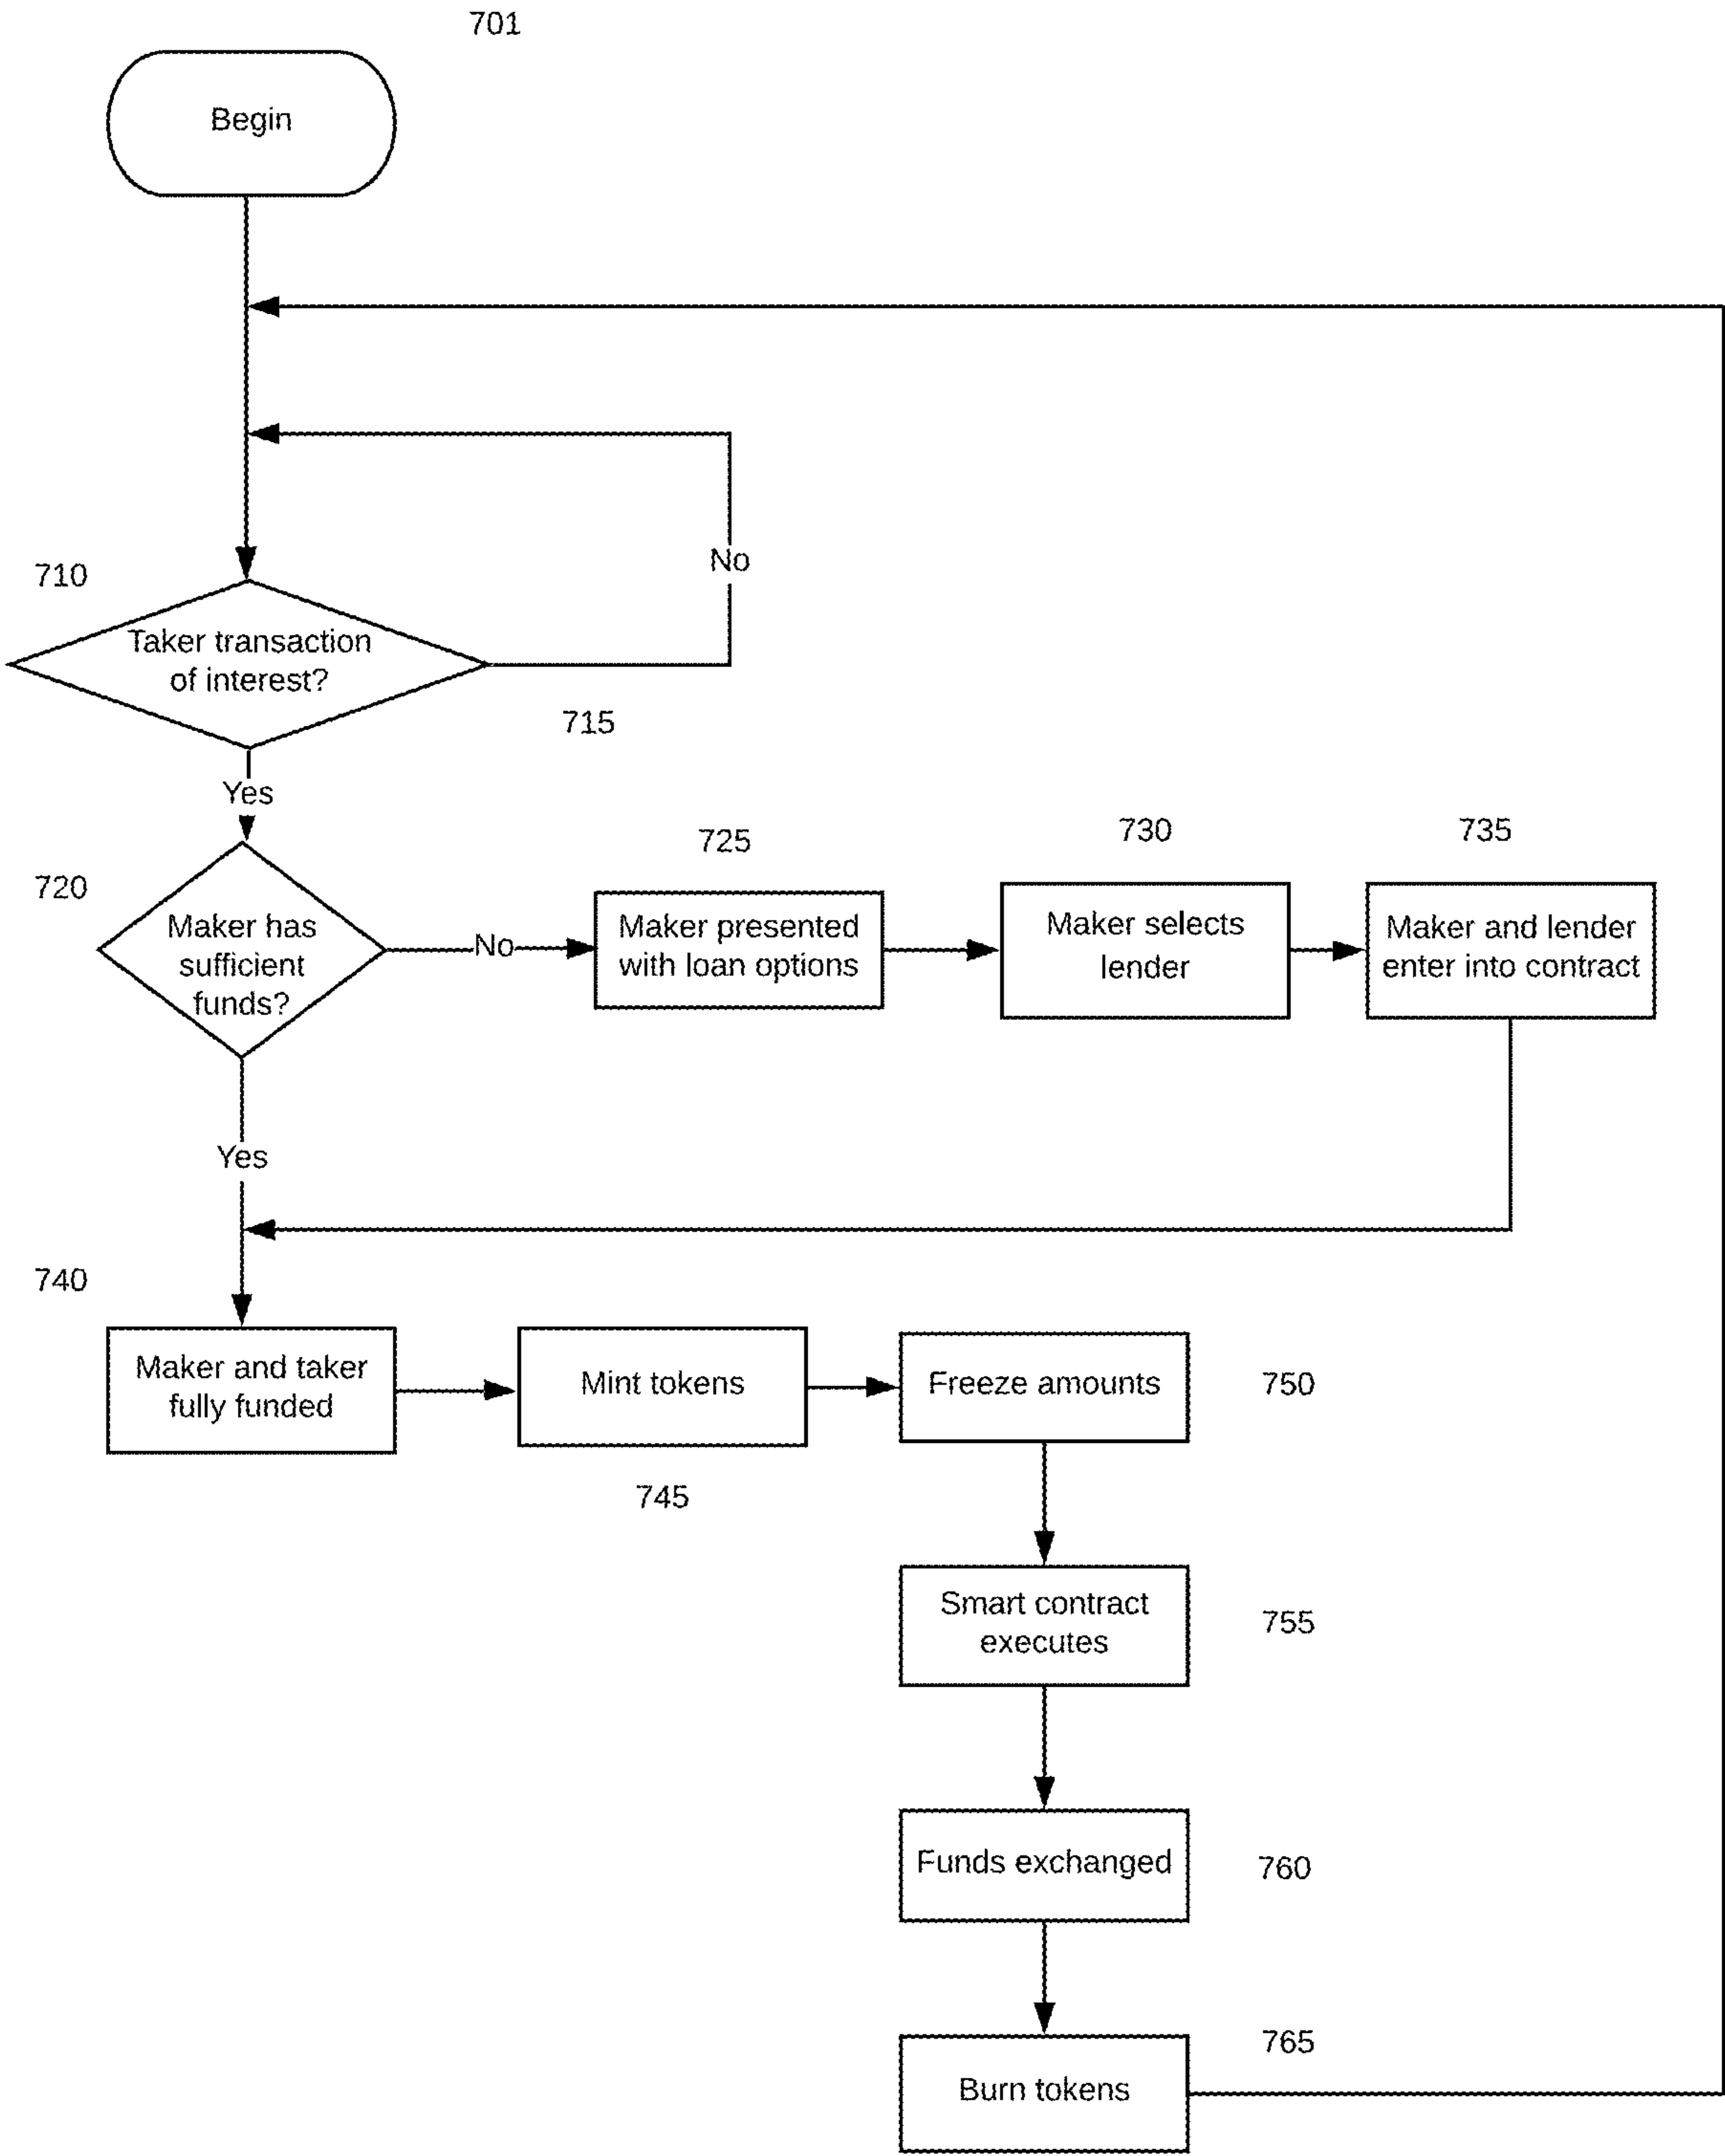 701
Begin
No
710
Taker transaction
of interest?
715
Yes
720
Maker has
sufficient
funds?
No
725
Maker presented
with loan options
730
Maker selects
lender
735
Maker and lender
enter into contract
Yes
740
Maker and taker
fully funded
Mint tokens
745
Freeze amounts
750
Smart contract
executes
755
Funds exchanged
760
Burn tokens
765